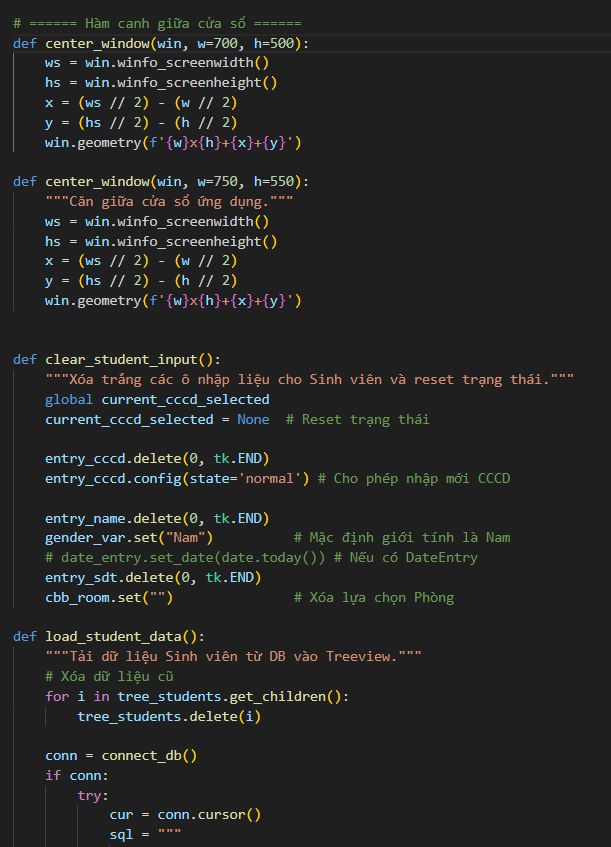 # ====== Hàm canh giữa cửa sổ ======
def center_window(win, w=700, h=500):
    ws = win.winfo_screenwidth()
    hs = win.winfo_screenheight()
    x = (ws // 2) - (w // 2)
    y = (hs // 2) - (h // 2)
    win.geometry(f'{w}x{h}+{x}+{y}')

def center_window(win, w=750, h=550):
    """Căn giữa cửa sổ ứng dụng."""
    ws = win.winfo_screenwidth()
    hs = win.winfo_screenheight()
    x = (ws // 2) - (w // 2)
    y = (hs // 2) - (h // 2)
    win.geometry(f'{w}x{h}+{x}+{y}')


def clear_student_input():
    """Xóa trắng các ô nhập liệu cho Sinh viên và reset trạng thái."""
    global current_cccd_selected
    current_cccd_selected = None  # Reset trạng thái

    entry_cccd.delete(0, tk.END)
    entry_cccd.config(state='normal') # Cho phép nhập mới CCCD

    entry_name.delete(0, tk.END)
    gender_var.set("Nam")          # Mặc định giới tính là Nam
    # date_entry.set_date(date.today()) # Nếu có DateEntry
    entry_sdt.delete(0, tk.END)
    cbb_room.set("")               # Xóa lựa chọn Phòng

def load_student_data():
    """Tải dữ liệu Sinh viên từ DB vào Treeview."""
    # Xóa dữ liệu cũ
    for i in tree_students.get_children():
        tree_students.delete(i)

    conn = connect_db()
    if conn:
        try:
            cur = conn.cursor()
            sql = """